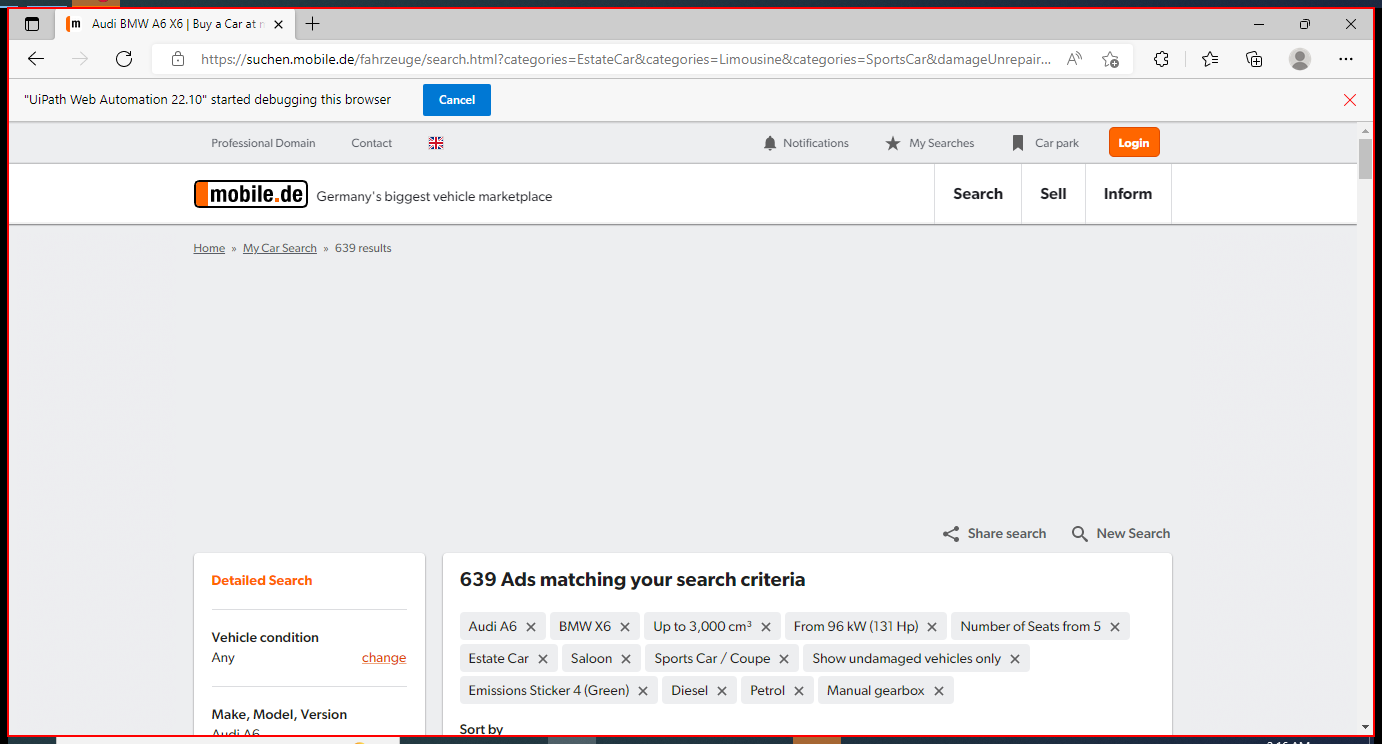 Audi BMW A6 X6 | Buy a Car at
https://suchen.mobile.de/fahrzeuge/search.html?categories=EstateCar&categories=Limousine&categories=SportsCar&damageUnrepair...
"UiPath Web Automation 22.10" started debugging this browser Cancel
Professional Domain Contact Notifications My Searches Car park Login
mobile.de Germany's biggest vehicle marketplace Search Sell Inform
Home » My Car Search » 639 results
Share search New Search
Detailed Search
Vehicle condition
Any change
Make, Model, Version
Audi A6
639 Ads matching your search criteria
Audi A6 BMW X6 Up to 3,000 cm³ From 96 kW (131 Hp) Number of Seats from 5
Estate Car Saloon Sports Car / Coupe Show undamaged vehicles only
Emissions Sticker 4 (Green) Diesel Petrol Manual gearbox
Sort by